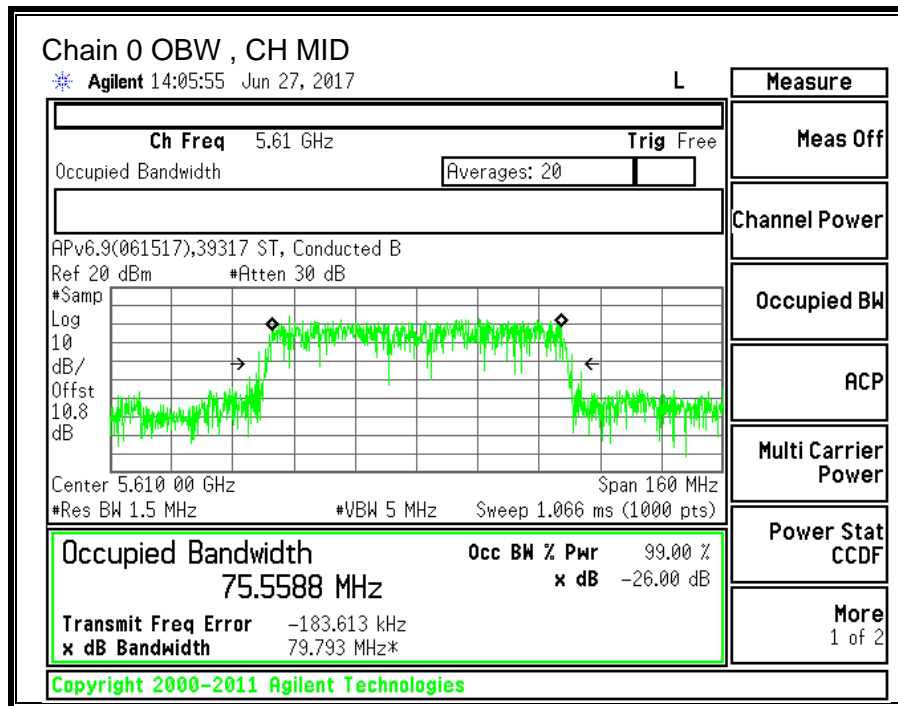 Chain 0 OBW , CH MID
Agilent 14:05:55 Jun 27, 2017 L
Measure
Ch Freq 5.61 GHz Trig Free
Meas Off
Occupied Bandwidth Averages: 20
Channel Power
APv6.9(061517),39317 ST, Conducted B
Ref 20 dBm #Atten 30 dB
Occupied BW
#Samp
Log
10
dB/
Offst
10.8
dB
ACP
Multi Carrier
Power
Center 5.610 00 GHz Span 160 MHz
#Res BW 1.5 MHz #VBW 5 MHz Sweep 1.066 ms (1000 pts)
Power Stat
CCDF
Occupied Bandwidth Occ BW % Pwr 99.00 %
75.5588 MHz x dB -26.00 dB
Transmit Freq Error -183.613 kHz
x dB Bandwidth 79.793 MHz*
More
1 of 2
Copyright 2000-2011 Agilent Technologies